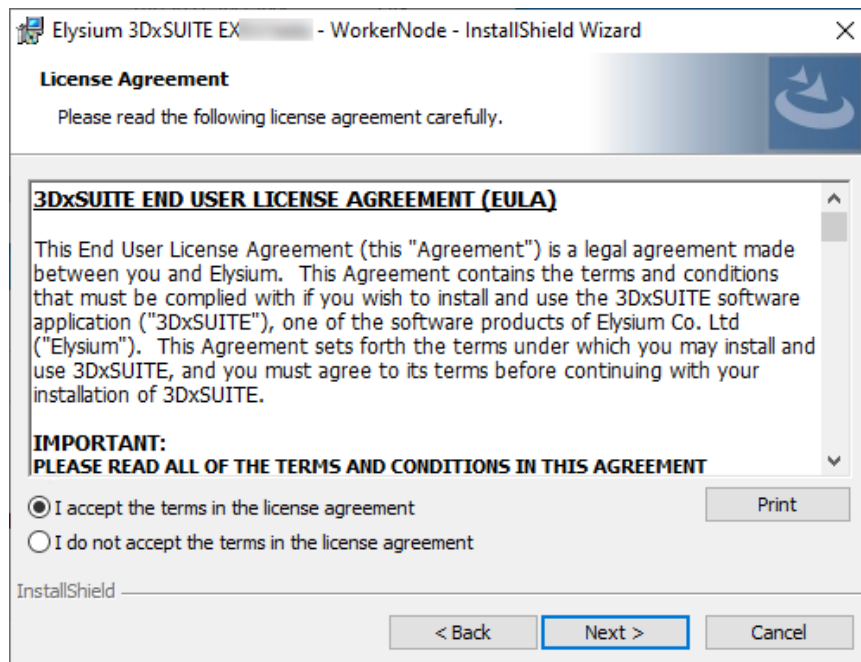 Elysium 3DxSUITE EX - WorkerNode - InstallShield Wizard
License Agreement
Please read the following license agreement carefully.
3DxSUITE END USER LICENSE AGREEMENT (EULA)
This End User License Agreement (this "Agreement") is a legal agreement made
between you and Elysium.  This Agreement contains the terms and conditions
that must be complied with if you wish to install and use the 3DxSUITE software
application ("3DxSUITE"), one of the software products of Elysium Co. Ltd
("Elysium").  This Agreement sets forth the terms under which you may install and
use 3DxSUITE, and you must agree to its terms before continuing with your
installation of 3DxSUITE.
IMPORTANT:
PLEASE READ ALL OF THE TERMS AND CONDITIONS IN THIS AGREEMENT
I accept the terms in the license agreement
Print
I do not accept the terms in the license agreement
InstallShield
< Back
Next >
Cancel